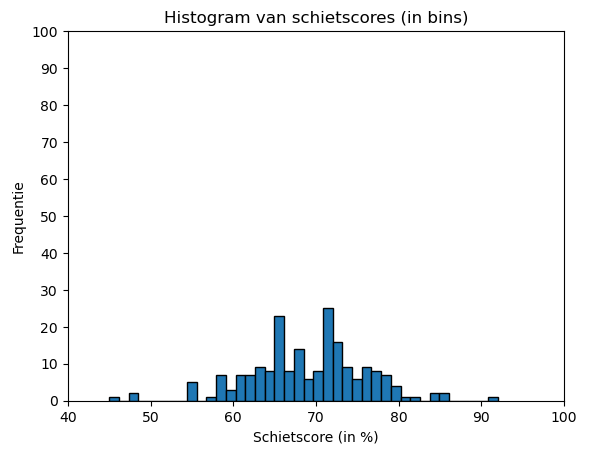 Histogram van schietscores (in bins)
100
90
80
70
60
50
40
30
20
10
0
Frequentie
40 50 60 70 80 90 100
Schietscore (in %)